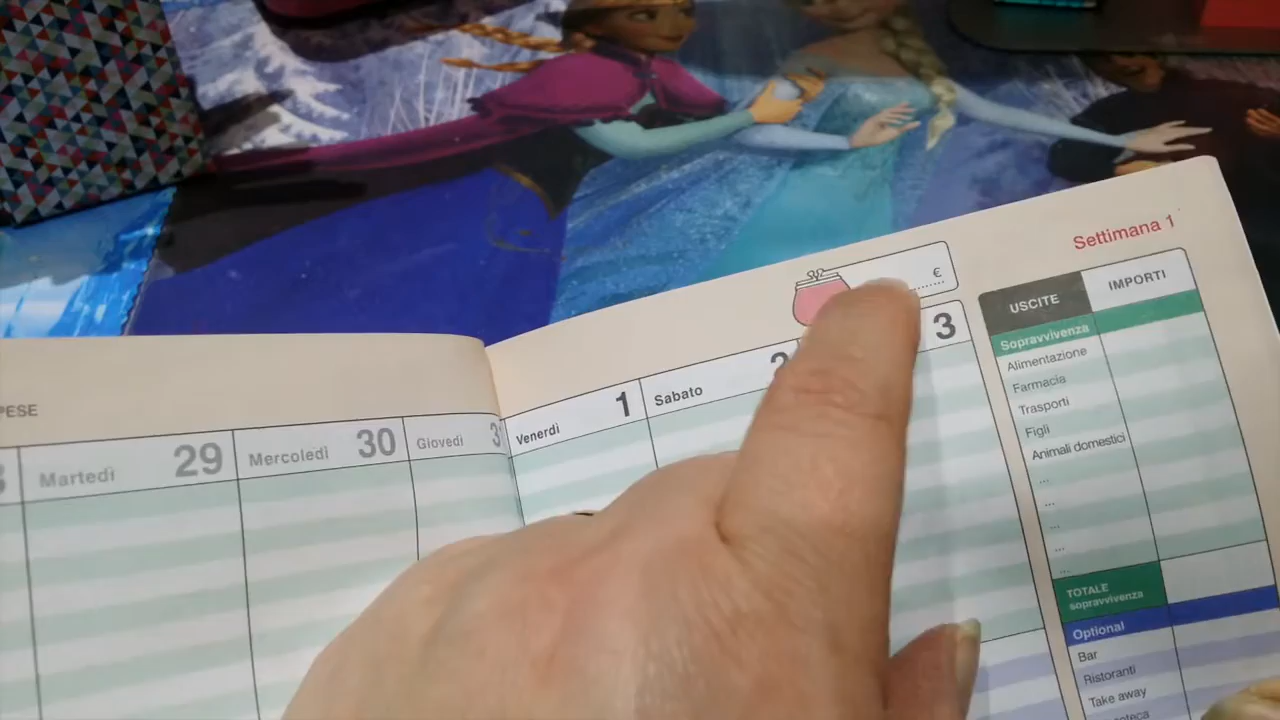 Settimana 1
€
Martedì 29
Mercoledì 30
Giovedì
Venerdì 1
Sabato
3
USCITE IMPORTI
Sopravvivenza
Alimentazione
Farmacia
Trasporti
Figli
Animali domestici
...
...
...
...
...
TOTALE
sopravvivenza
Optional
Bar
Ristoranti
Take away